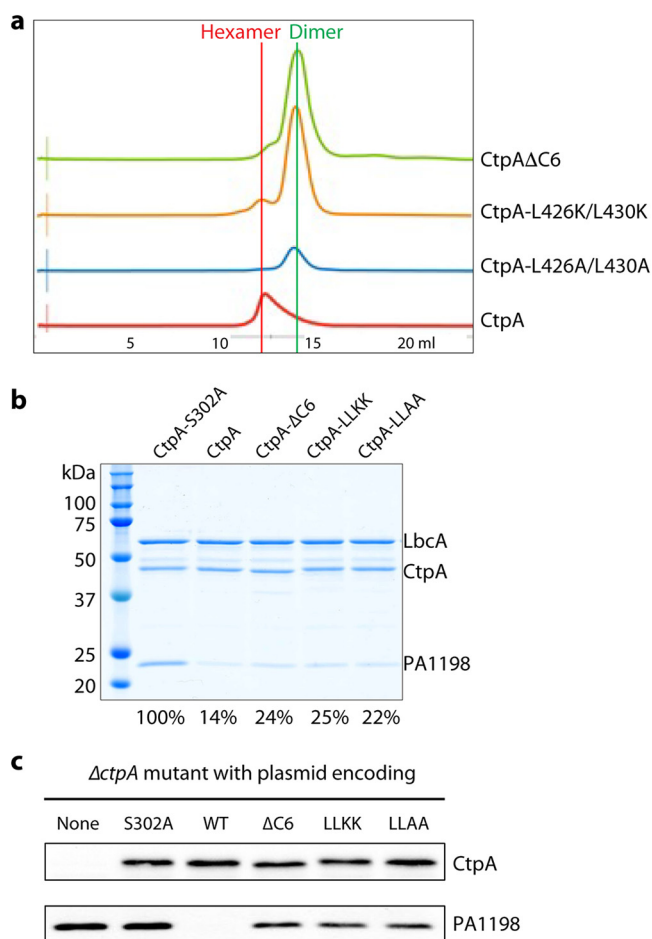 a
Hexamer Dimer
CtpAΔC6
CtpA-L426K/L430K
CtpA-L426A/L430A
CtpA
5 10 15 20 ml
b
CtpA-S302A CtpA CtpA-ΔC6 CtpA-LLKK CtpA-LLAA
kDa
100
75
LbcA
50
CtpA
37
25
PA1198
20
100% 14% 24% 25% 22%
c
ΔctpA mutant with plasmid encoding
None S302A WT ΔC6 LLKK LLAA
CtpA
PA1198